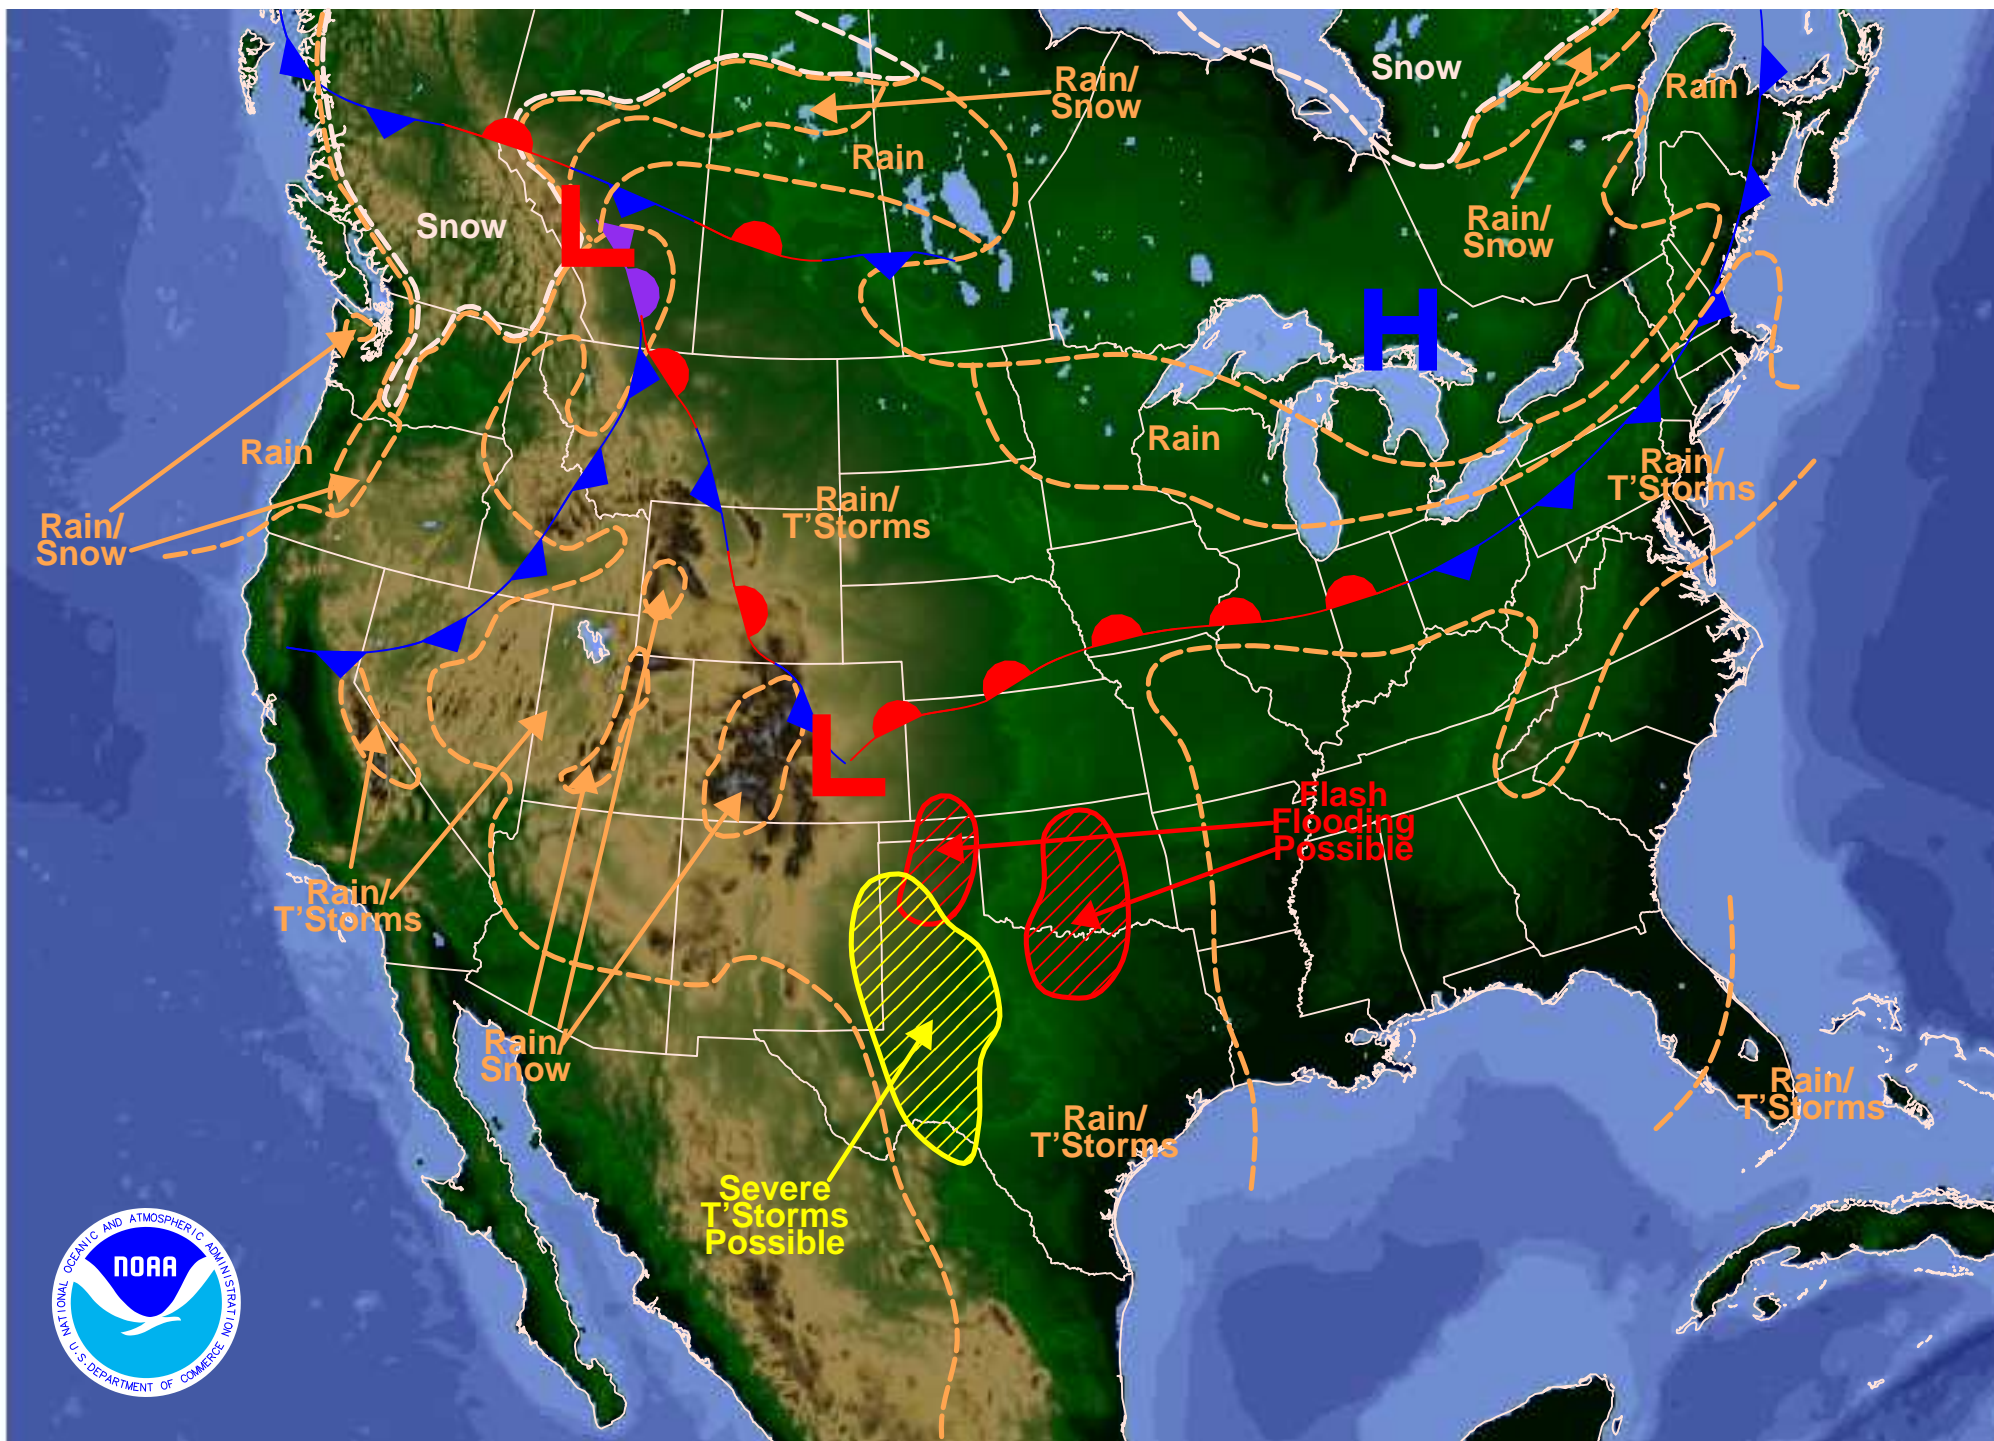 Snow
Rain/
Snow
Rain
Rain
Snow
Rain/
Snow
Rain
Rain
Rain/
T'Storms
Rain/
T'Storms
Rain/
Snow
Flash
Flooding
Possible
Rain/
T'Storms
Rain/
Snow
Rain/
T'Storms
Rain/
T'Storms
Severe
T'Storms
Possible
L
H
L
NATIONAL OCEANIC AND ATMOSPHERIC ADMINISTRATION
NOAA
U.S. DEPARTMENT OF COMMERCE